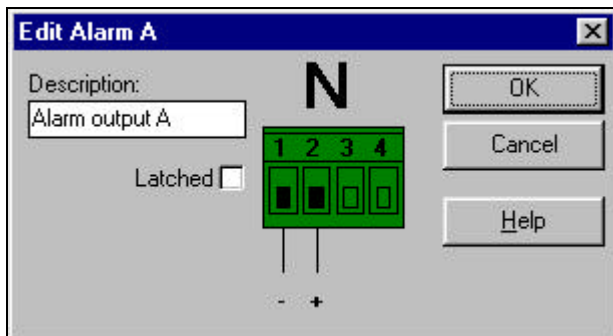 Edit Alarm A
Description:
Alarm output A
Latched
N
1 2 3 4
- +
OK
Cancel
Help